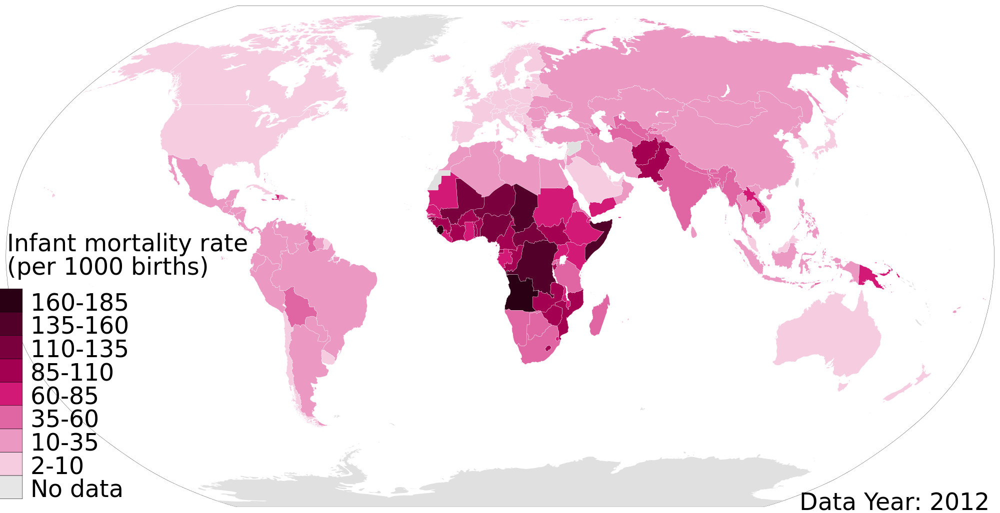 Infant mortality rate
(per 1000 births)
160-185
135-160
110-135
85-110
60-85
35-60
10-35
2-10
No data
Data Year: 2012